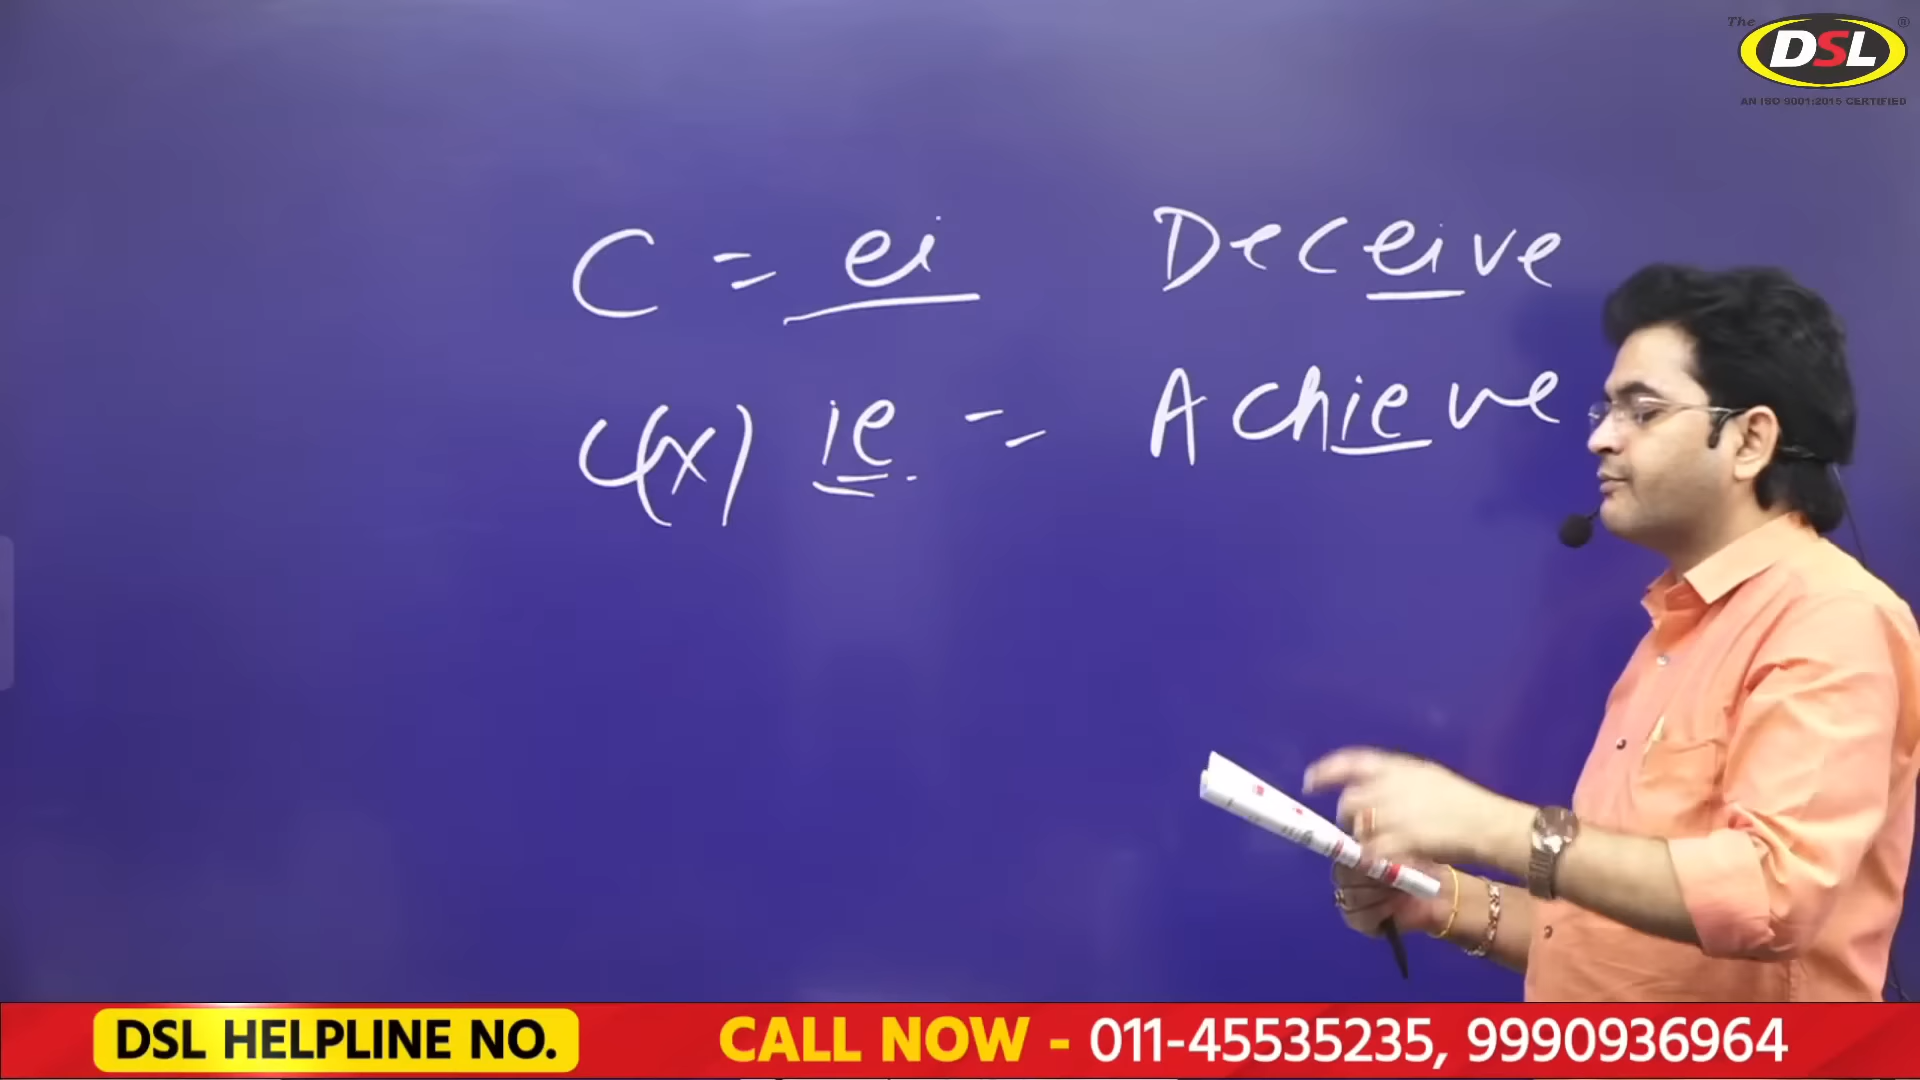 The DSL ®
AN ISO 9001:2015 CERTIFIED
C = ei Deceive
C(x) ie = Achieve
DSL HELPLINE NO. CALL NOW - 011-45535235, 9990936964